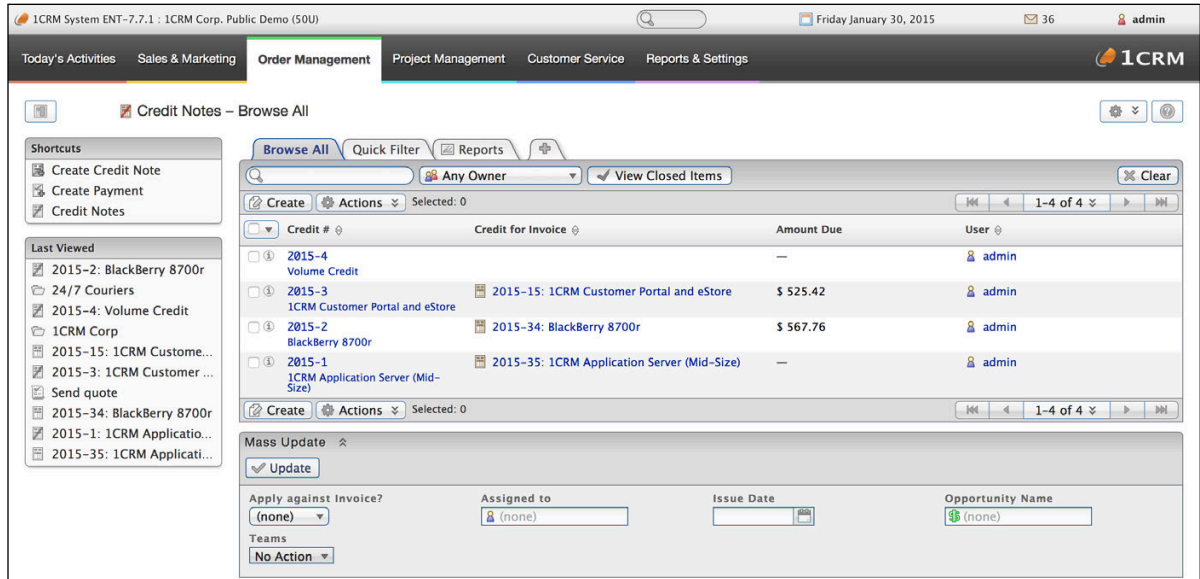 1CRM System ENT-7.7.1 : 1CRM Corp. Public Demo (50U)
Friday January 30, 2015
36
admin
Today's Activities
Sales & Marketing
Order Management
Project Management
Customer Service
Reports & Settings
1CRM
Credit Notes – Browse All
Shortcuts
Create Credit Note
Create Payment
Credit Notes
Last Viewed
2015-2: BlackBerry 8700r
24/7 Couriers
2015-4: Volume Credit
1CRM Corp
2015-15: 1CRM Custome...
2015-3: 1CRM Customer ...
Send quote
2015-34: BlackBerry 8700r
2015-1: 1CRM Applicatio...
2015-35: 1CRM Applicati...
Browse All
Quick Filter
Reports
Any Owner
View Closed Items
Clear
Create
Actions
Selected: 0
1-4 of 4
Credit #
Credit for Invoice
Amount Due
User
2015-4
Volume Credit
—
admin
2015-3
1CRM Customer Portal and eStore
2015-15: 1CRM Customer Portal and eStore
$ 525.42
admin
2015-2
BlackBerry 8700r
2015-34: BlackBerry 8700r
$ 567.76
admin
2015-1
1CRM Application Server (Mid-
Size)
2015-35: 1CRM Application Server (Mid-Size)
—
admin
Create
Actions
Selected: 0
1-4 of 4
Mass Update
Update
Apply against Invoice?
(none)
Assigned to
(none)
Issue Date
Opportunity Name
(none)
Teams
No Action